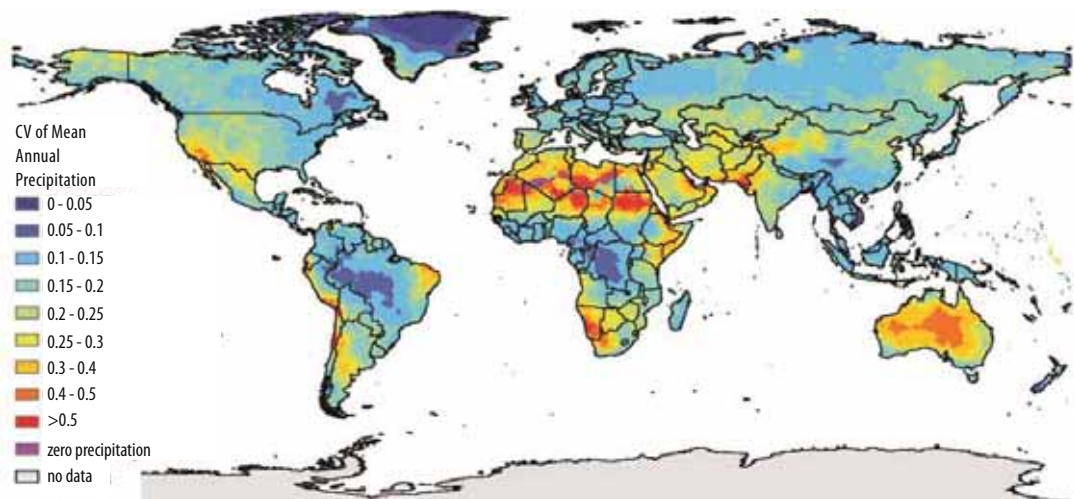 CV of Mean
Annual
Precipitation
0 - 0.05
0.05 - 0.1
0.1 - 0.15
0.15 - 0.2
0.2 - 0.25
0.25 - 0.3
0.3 - 0.4
0.4 - 0.5
>0.5
zero precipitation
no data